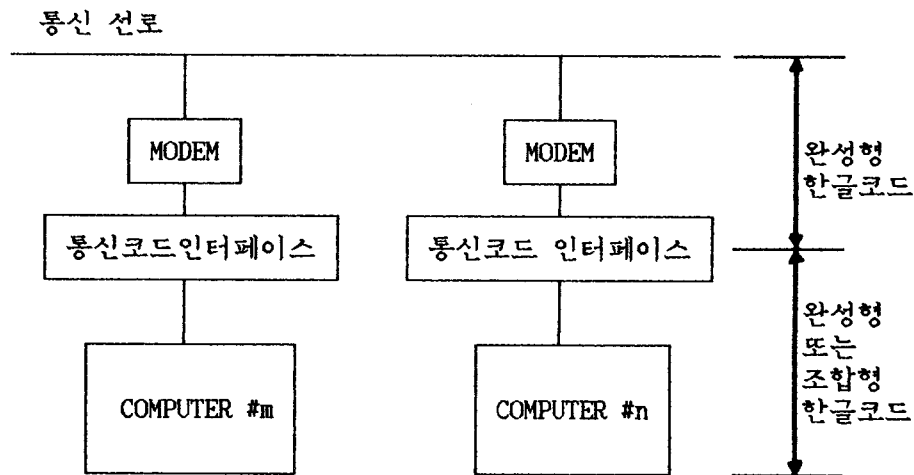 통신 선로
MODEM
MODEM
완성형
한글코드
통신코드인터페이스
통신코드 인터페이스
완성형
또는
조합형
한글코드
COMPUTER #m
COMPUTER #n